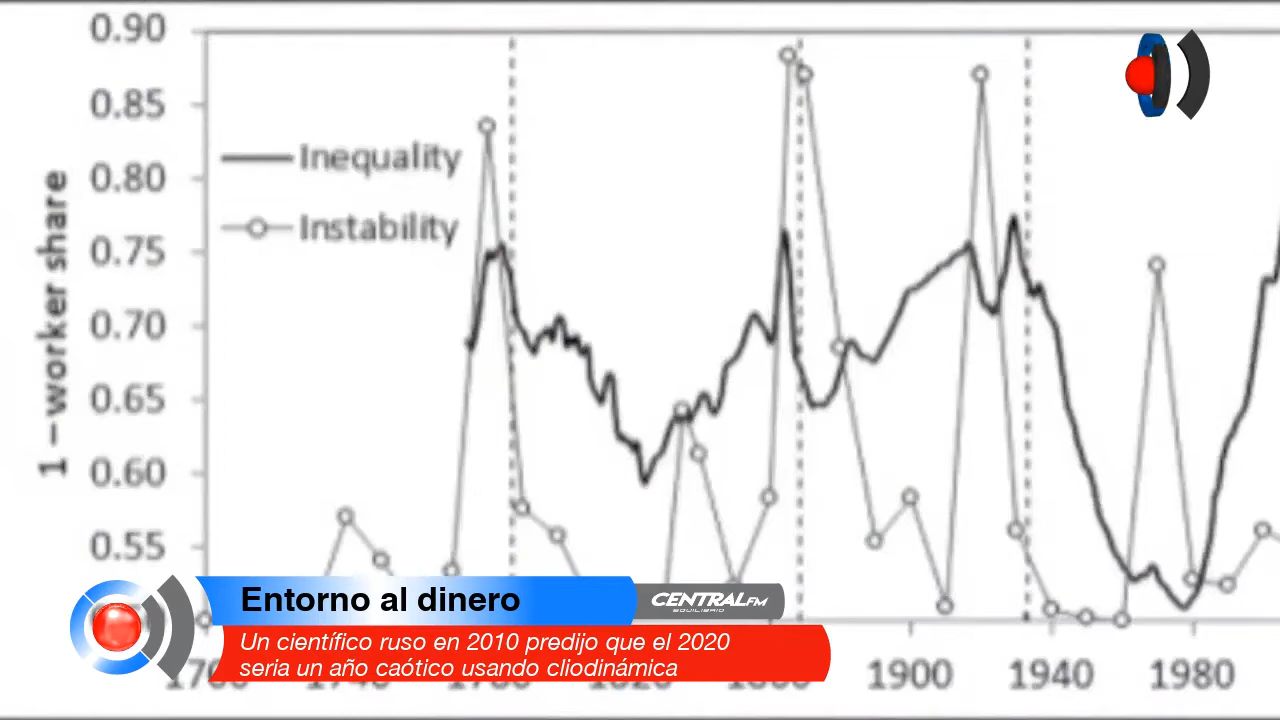 0.90
0.85
0.80
0.75
0.70
0.65
0.60
0.55
1 – worker share
Inequality
Instability
Entorno al dinero
CENTRAL FM
EQUILIBRIO
Un científico ruso en 2010 predijo que el 2020
seria un año caótico usando cliodinámica
1900 1940 1980